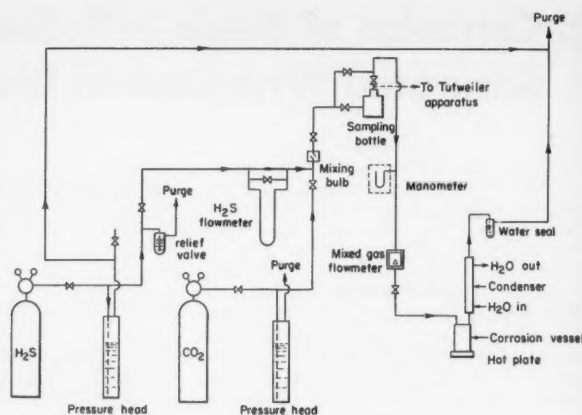 Purge
To Tutweiler
apparatus
Sampling
bottle
Mixing
bulb
Purge
H2S
flowmeter
Manometer
relief
valve
Water seal
Purge
Mixed gas
flowmeter
H2O out
Condenser
H2O in
H2S
CO2
Corrosion vessel
Hot plate
Pressure head
Pressure head